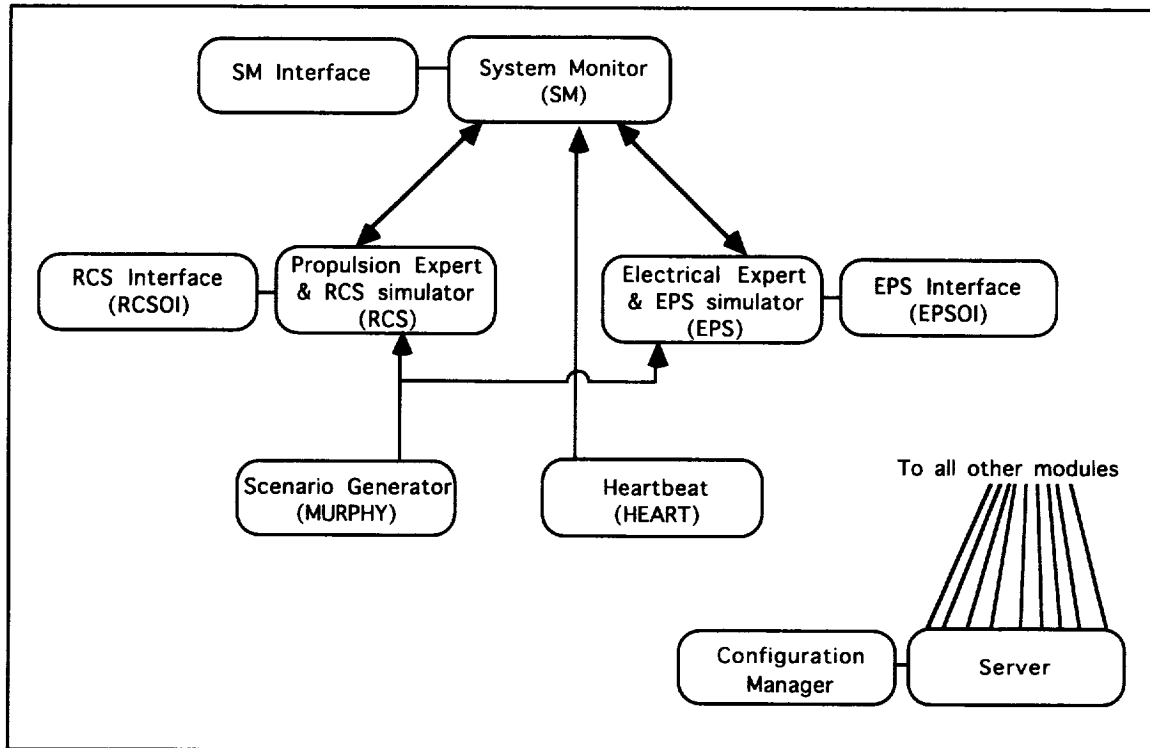 SM Interface
System Monitor
(SM)
RCS Interface
(RCSOI)
Propulsion Expert
& RCS simulator
(RCS)
Electrical Expert
& EPS simulator
(EPS)
EPS Interface
(EPSOI)
Scenario Generator
(MURPHY)
Heartbeat
(HEART)
To all other modules
Configuration
Manager
Server